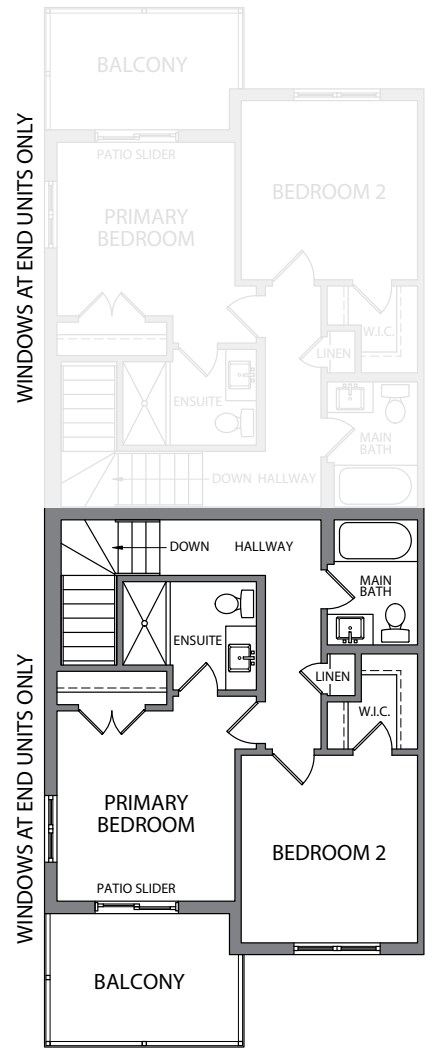 BALCONY
WINDOWS AT END UNITS ONLY
PATIO SLIDER
PRIMARY
BEDROOM
BEDROOM 2
W.I.C.
LINEN
ENSUITE
MAIN
BATH
DOWN HALLWAY
DOWN HALLWAY
MAIN
BATH
ENSUITE
LINEN
W.I.C.
WINDOWS AT END UNITS ONLY
PRIMARY
BEDROOM
BEDROOM 2
PATIO SLIDER
BALCONY